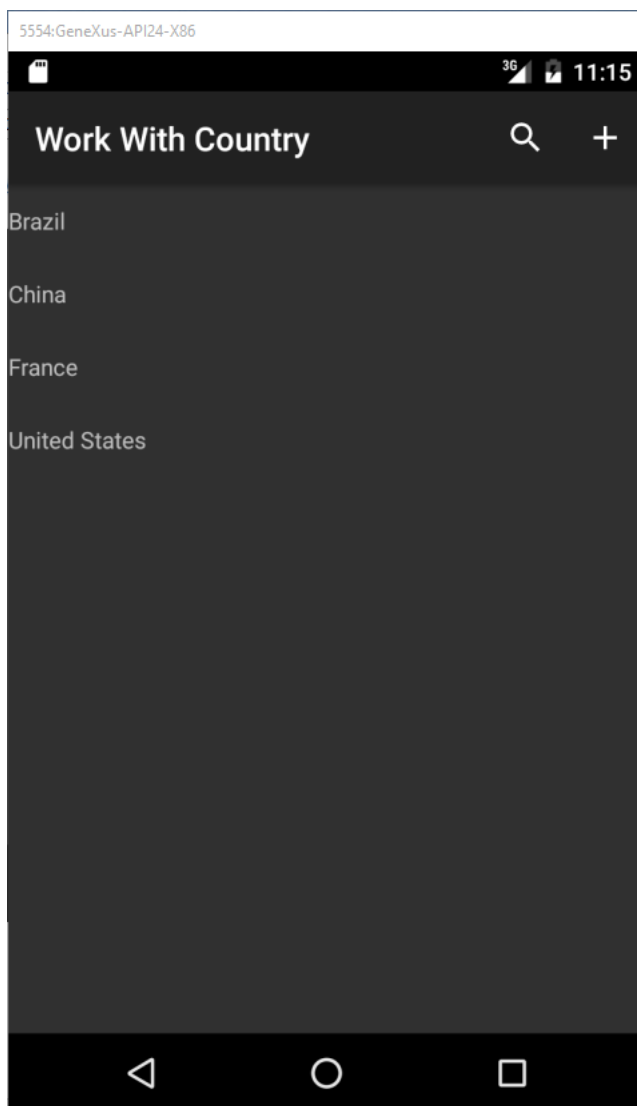 5554:GeneXus-API24-X86
3G 11:15
Work With Country
Brazil
China
France
United States